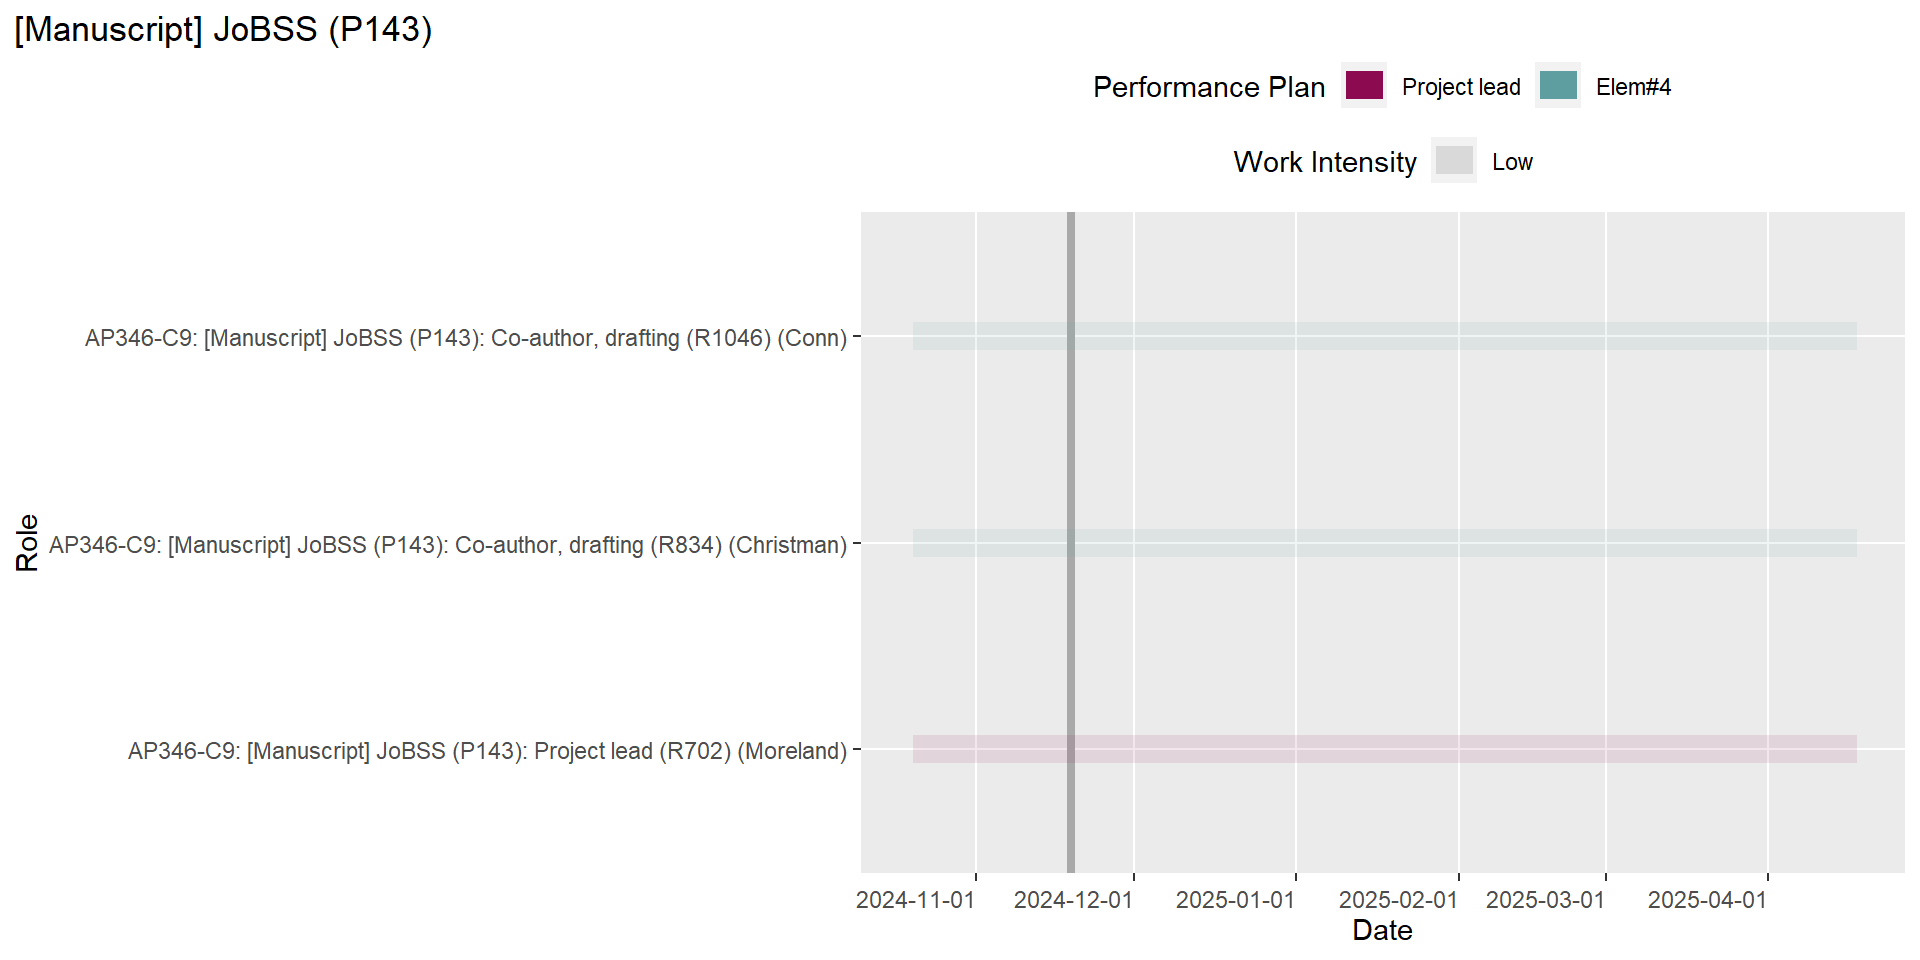 [Manuscript] JoBSS (P143)
Performance Plan Project lead Elem#4
Work Intensity Low
AP346-C9: [Manuscript] JoBSS (P143): Co-author, drafting (R1046) (Conn)
AP346-C9: [Manuscript] JoBSS (P143): Co-author, drafting (R834) (Christman)
AP346-C9: [Manuscript] JoBSS (P143): Project lead (R702) (Moreland)
Role
2024-11-01 2024-12-01 2025-01-01 2025-02-01 2025-03-01 2025-04-01
Date